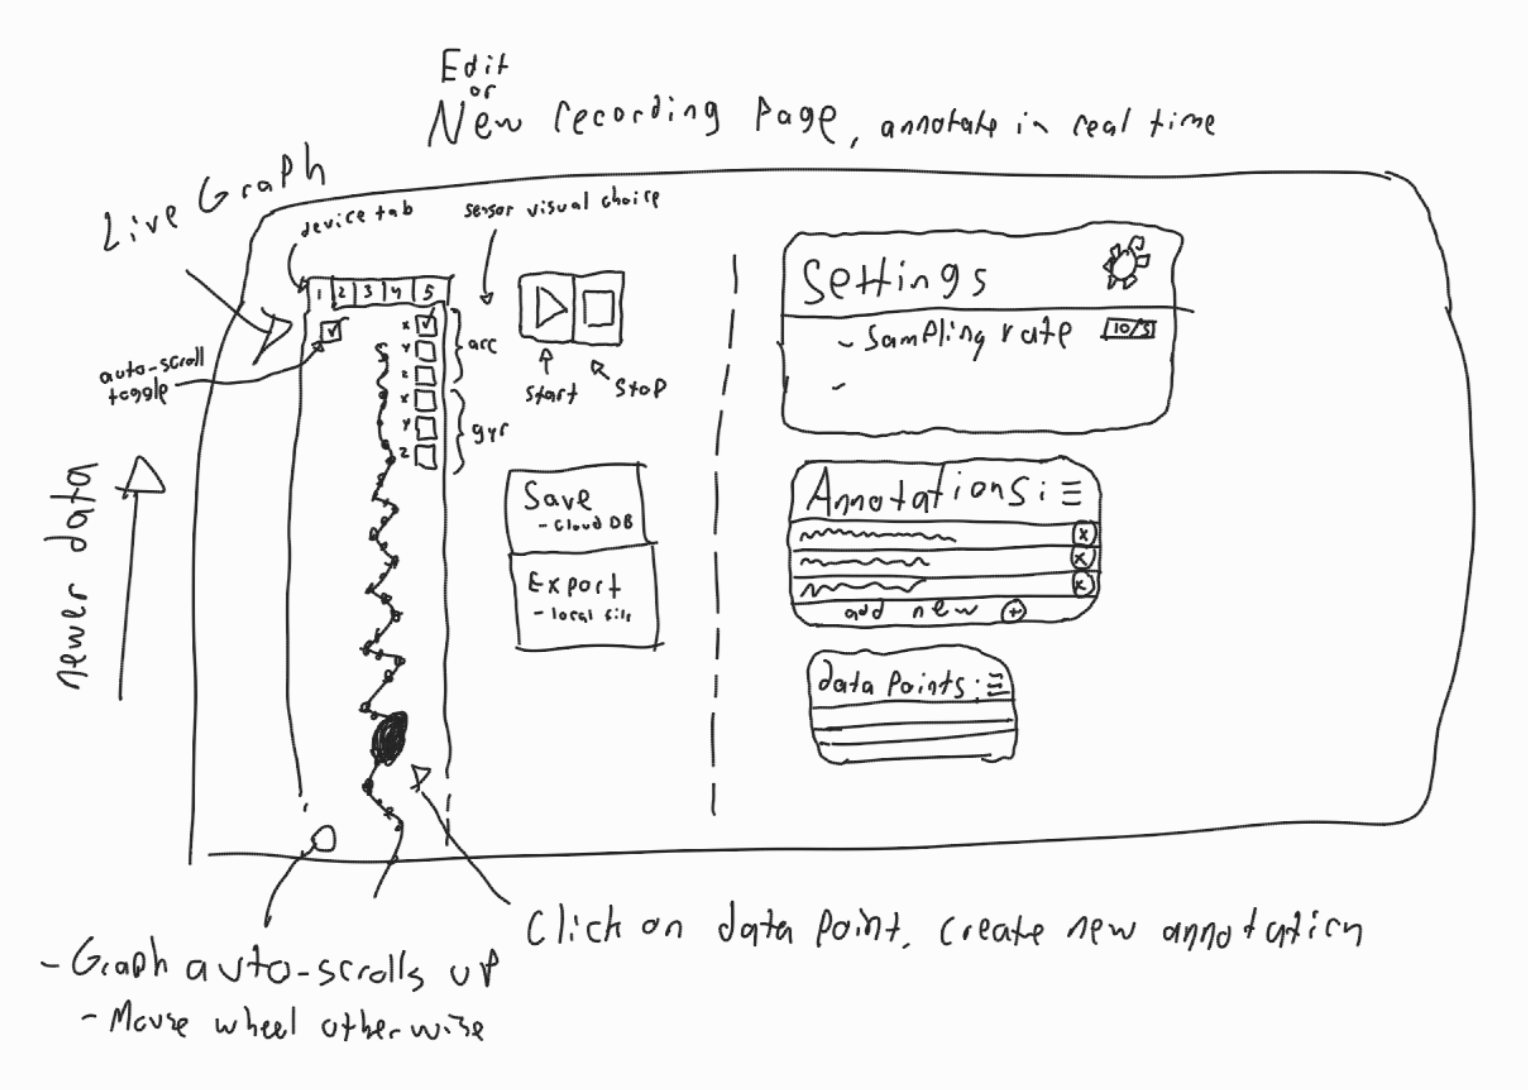 Edit
or
New recording page, annotate in real time
Live Graph
device tab
sensor visual choice
1 2 3 4 5
x
y
z
acc
x
y
z
gyr
auto-scroll
toggle
start
stop
Save
- Cloud DB
Export
- local file
newer data
Settings
- Sampling rate 10/s
-
Annotations:
x
x
x
add new +
data points:
Click on data point, create new annotation
- Graph auto-scrolls up
- Mouse wheel otherwise